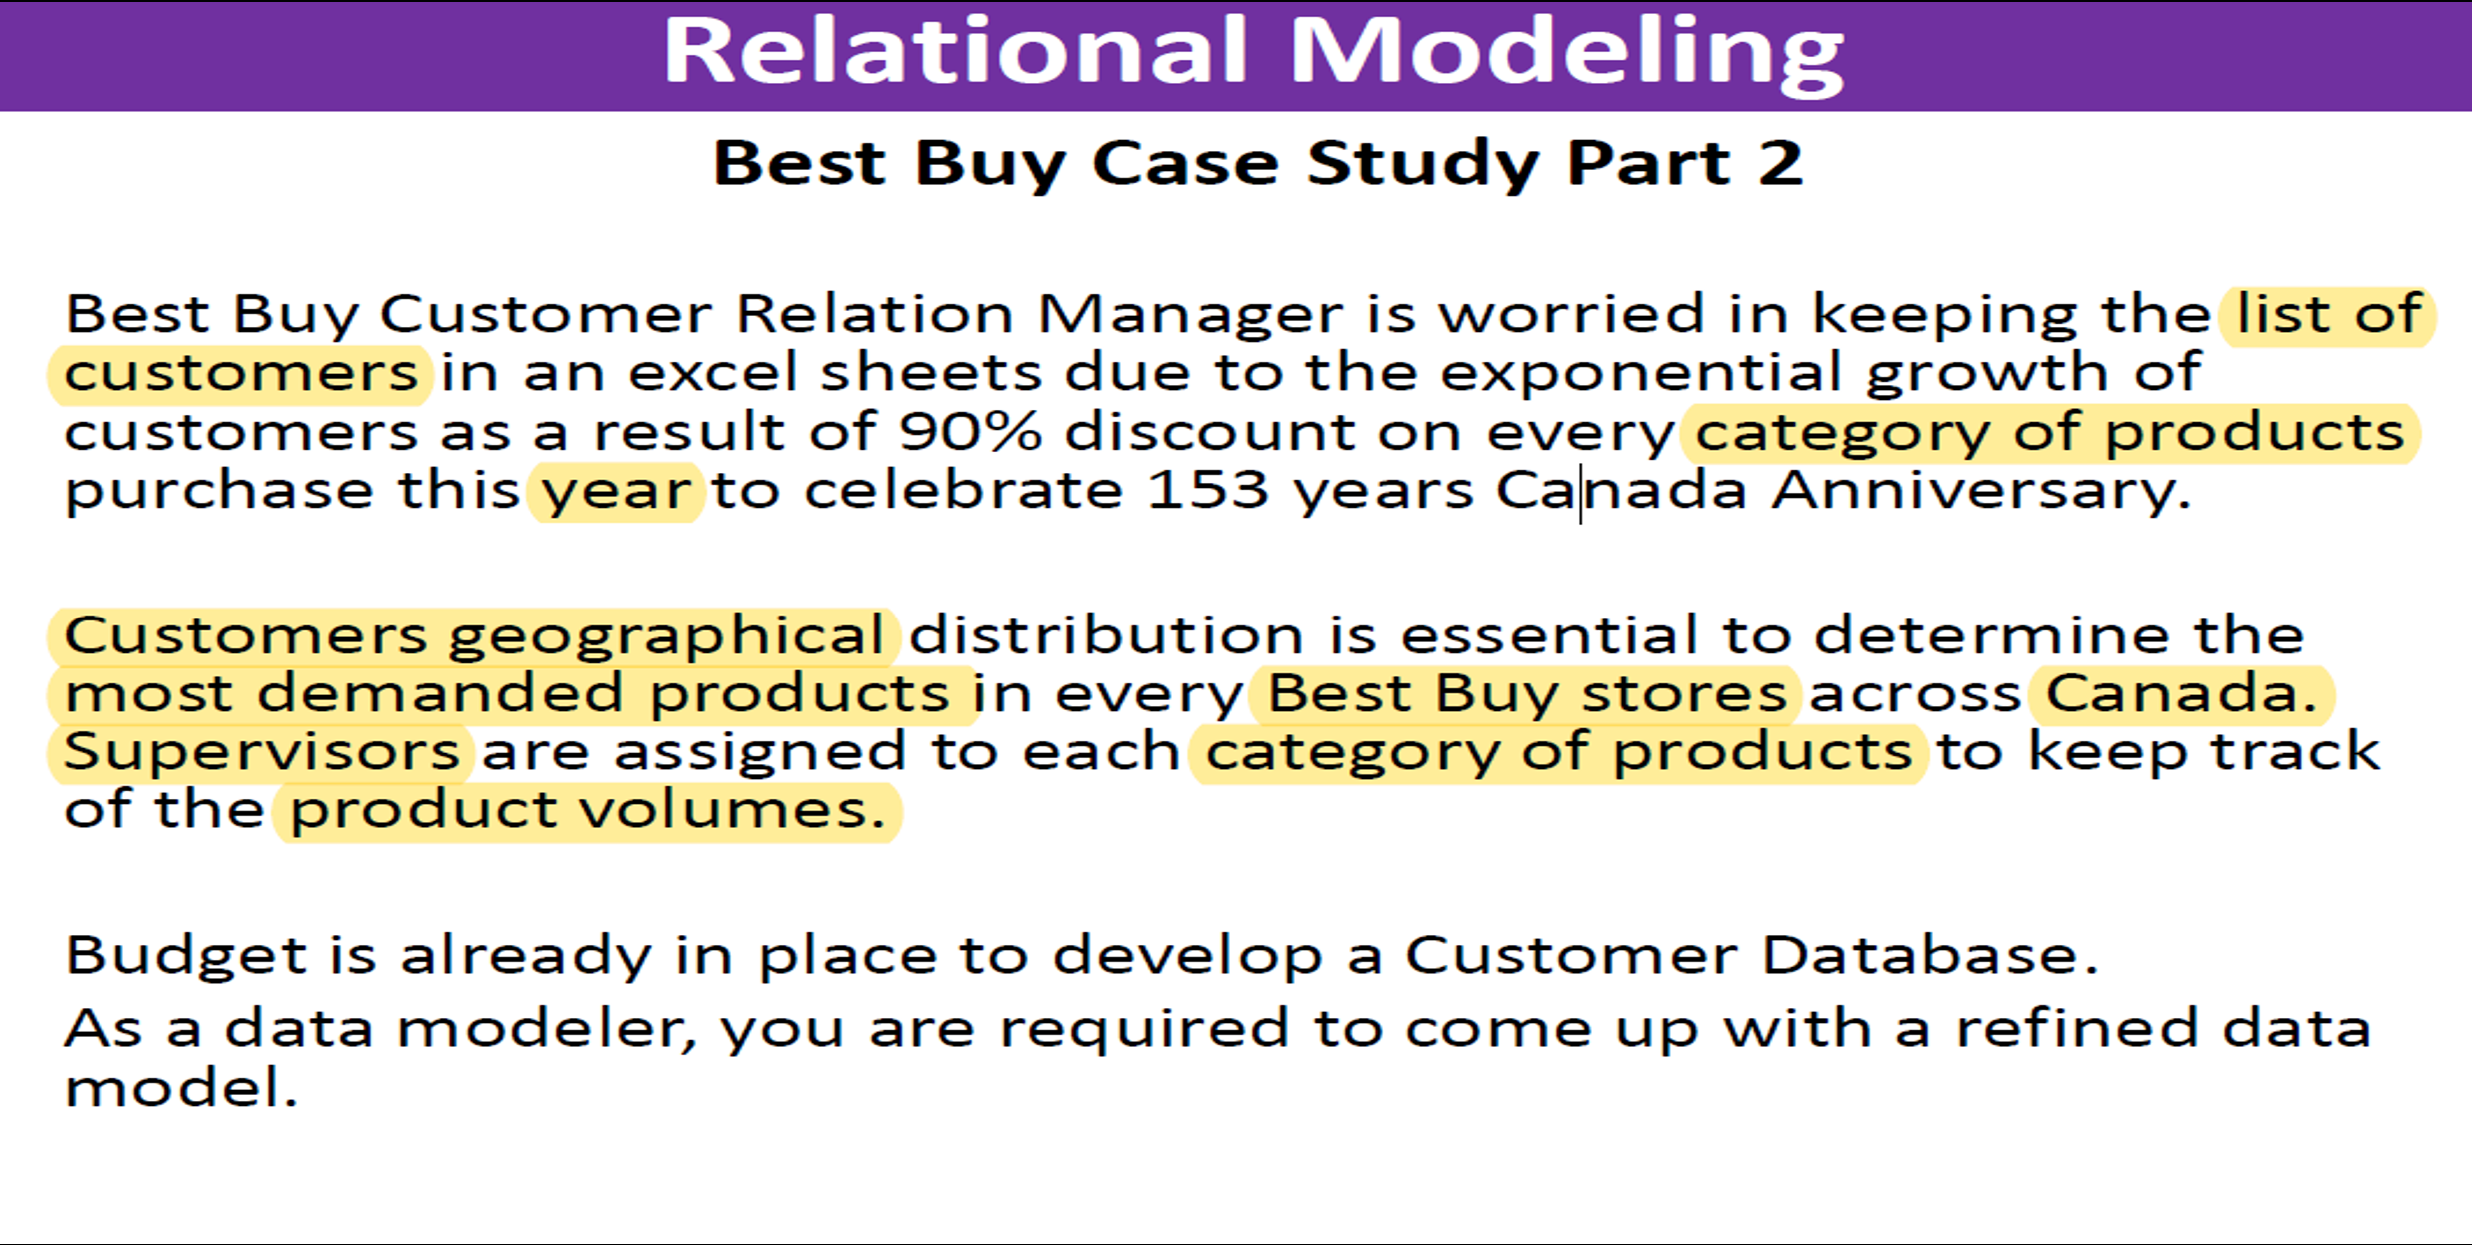 Relational Modeling
Best Buy Case Study Part 2
Best Buy Customer Relation Manager is worried in keeping the list of
customers in an excel sheets due to the exponential growth of
customers as a result of 90% discount on every category of products
purchase this year to celebrate 153 years Canada Anniversary.
Customers geographical distribution is essential to determine the
most demanded products in every Best Buy stores across Canada.
Supervisors are assigned to each category of products to keep track
of the product volumes.
Budget is already in place to develop a Customer Database.
As a data modeler, you are required to come up with a refined data
model.